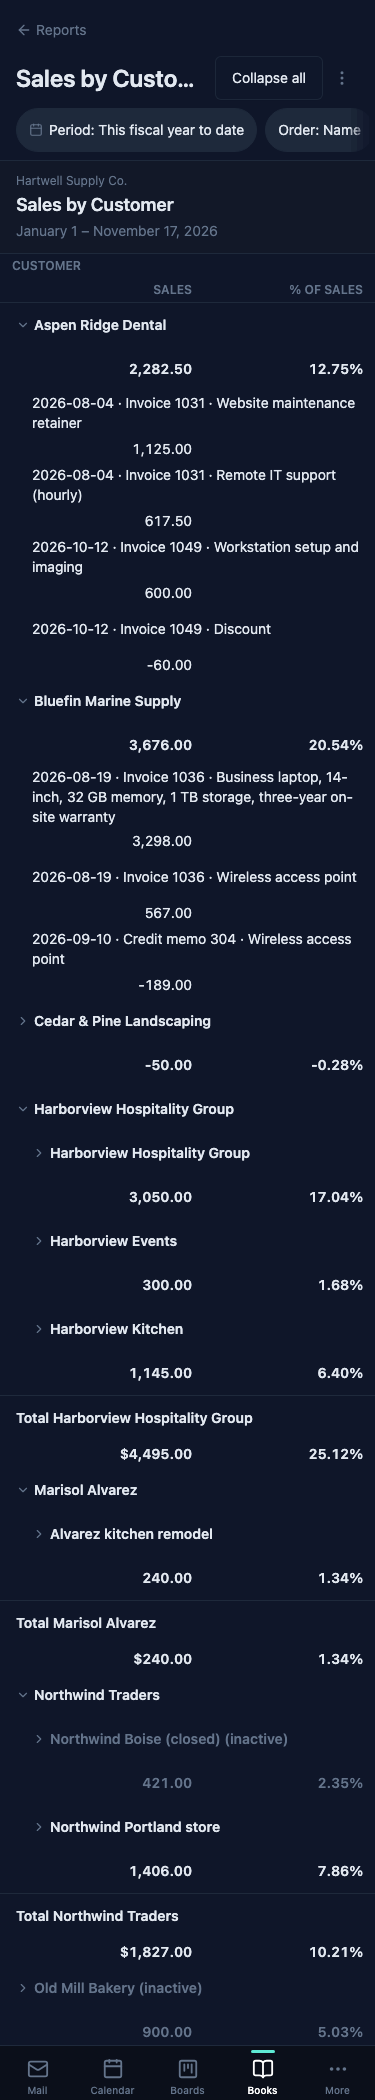 Reports
Sales by Custo...
Collapse all
Period: This fiscal year to date
Order: Name
Hartwell Supply Co.
Sales by Customer
January 1 – November 17, 2026
CUSTOMER
SALES % OF SALES
Aspen Ridge Dental
2,282.50 12.75%
2026-08-04 · Invoice 1031 · Website maintenance
retainer
1,125.00
2026-08-04 · Invoice 1031 · Remote IT support
(hourly)
617.50
2026-10-12 · Invoice 1049 · Workstation setup and
imaging
600.00
2026-10-12 · Invoice 1049 · Discount
-60.00
Bluefin Marine Supply
3,676.00 20.54%
2026-08-19 · Invoice 1036 · Business laptop, 14-
inch, 32 GB memory, 1 TB storage, three-year on-
site warranty
3,298.00
2026-08-19 · Invoice 1036 · Wireless access point
567.00
2026-09-10 · Credit memo 304 · Wireless access
point
-189.00
Cedar & Pine Landscaping
-50.00 -0.28%
Harborview Hospitality Group
Harborview Hospitality Group
3,050.00 17.04%
Harborview Events
300.00 1.68%
Harborview Kitchen
1,145.00 6.40%
Total Harborview Hospitality Group
$4,495.00 25.12%
Marisol Alvarez
Alvarez kitchen remodel
240.00 1.34%
Total Marisol Alvarez
$240.00 1.34%
Northwind Traders
Northwind Boise (closed) (inactive)
421.00 2.35%
Northwind Portland store
1,406.00 7.86%
Total Northwind Traders
$1,827.00 10.21%
Old Mill Bakery (inactive)
900.00 5.03%
Mail Calendar Boards Books More